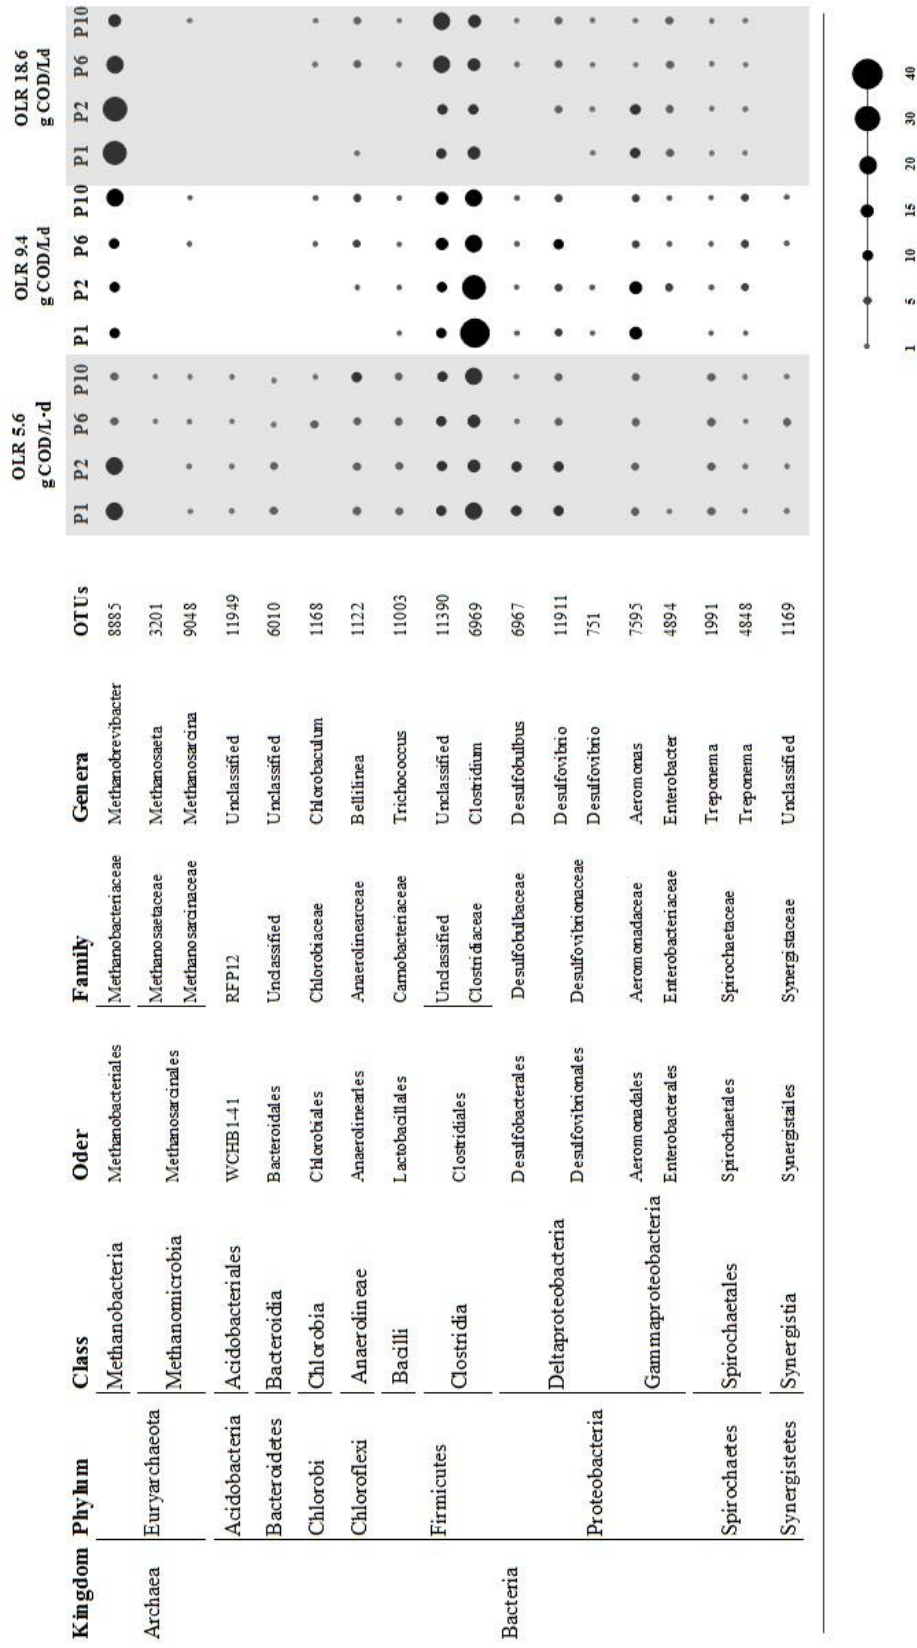 OLR 5.6 OLR 9.4 OLR 18.6
g COD/L·d g COD/Ld g COD/Ld
Kingdom Phylum Class Oder Family Genera OTUs P1 P2 P6 P10 P1 P2 P6 P10 P1 P2 P6 P10
Methanobacteria Methanobacteriales Methanobacteriaceae Methanobrevibacter 8885
Archaea Euryarchaeota
Methanosaetaceae Methanosaeta 3201
Methanomicrobia Methanosarcinales
Methanosarcinaceae Methanosarcina 9048
Acidobacteria Acidobacteriales WCHB1-41 RFP12 Unclassified 11949
Bacteroidetes Bacteroidia Bacteroidales Unclassified Unclassified 6010
Chlorobi Chlorobia Chlorobiales Chlorobiaceae Chlorobaculum 1168
Chloroflexi Anaerolineae Anaerolinearles Anaerolinearceae Bellilinea 1122
Bacilli Lactobacillales Carnobacteriaceae Trichococcus 11003
Firmicutes Unclassified Unclassified 11390
Clostridia Clostridiales
Clostridiaceae Clostridium 6969
Bacteria Desulfobacterales Desulfobulbaceae Desulfobulbus 6967
Deltaproteobacteria Desulfovibrio 11911
Desulfovibrionales Desulfovibrionaceae
Proteobacteria Desulfovibrio 751
Aeromonadales Aeromonadaceae Aeromonas 7595
Gammaproteobacteria
Enterobacterales Enterobacteriaceae Enterobacter 4894
Treponema 1991
Spirochaetes Spirochaetales Spirochaetales Spirochaetaceae
Treponema 4848
Synergistetes Synergistia Synergistailes Synergistaceae Unclassified 1169
1 5 10 15 20 30 40